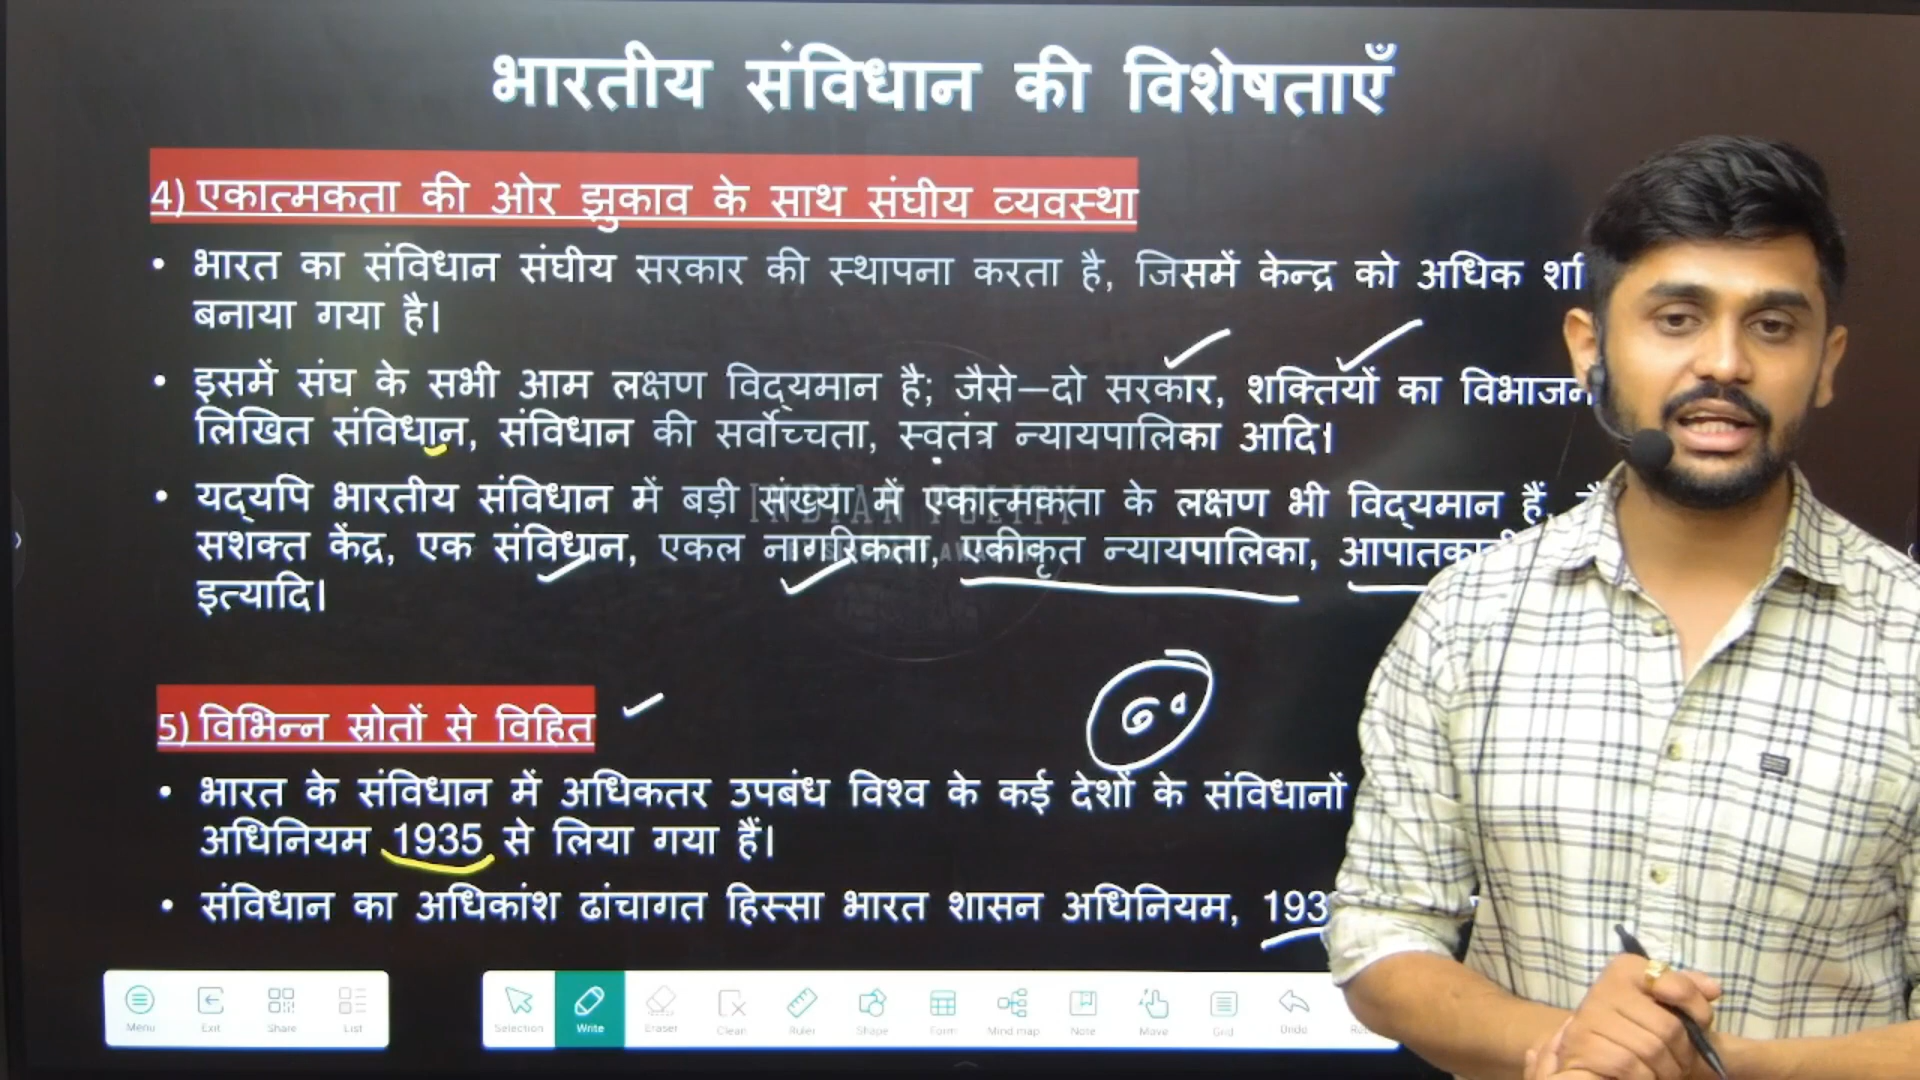 भारतीय संविधान की विशेषताएँ
4) एकात्मकता की ओर झुकाव के साथ संघीय व्यवस्था
• भारत का संविधान संघीय सरकार की स्थापना करता है, जिसमें केन्द्र को अधिक
बनाया गया है।
• इसमें संघ के सभी आम लक्षण विद्यमान है; जैसे–दो सरकार, शक्तियों का विभाजन
लिखित संविधान, संविधान की सर्वोच्चता, स्वतंत्र न्यायपालिका आदि।
• यद्यपि भारतीय संविधान में बड़ी संख्या में एकात्मकता के लक्षण भी विद्यमान हैं,
सशक्त केंद्र, एक संविधान, एकल नागरिकता, एकीकृत न्यायपालिका,
इत्यादि।
INDIAN POLITY
5) विभिन्न स्रोतों से विहित
• भारत के संविधान में अधिकतर उपबंध विश्व के कई देशों के संविधानों
अधिनियम 1935 से लिया गया हैं।
• संविधान का अधिकांश ढांचागत हिस्सा भारत शासन अधिनियम, 193
Menu Exit Share List Selection Write Eraser Clean Ruler Shape Form Mind map Note Move Grid Undo